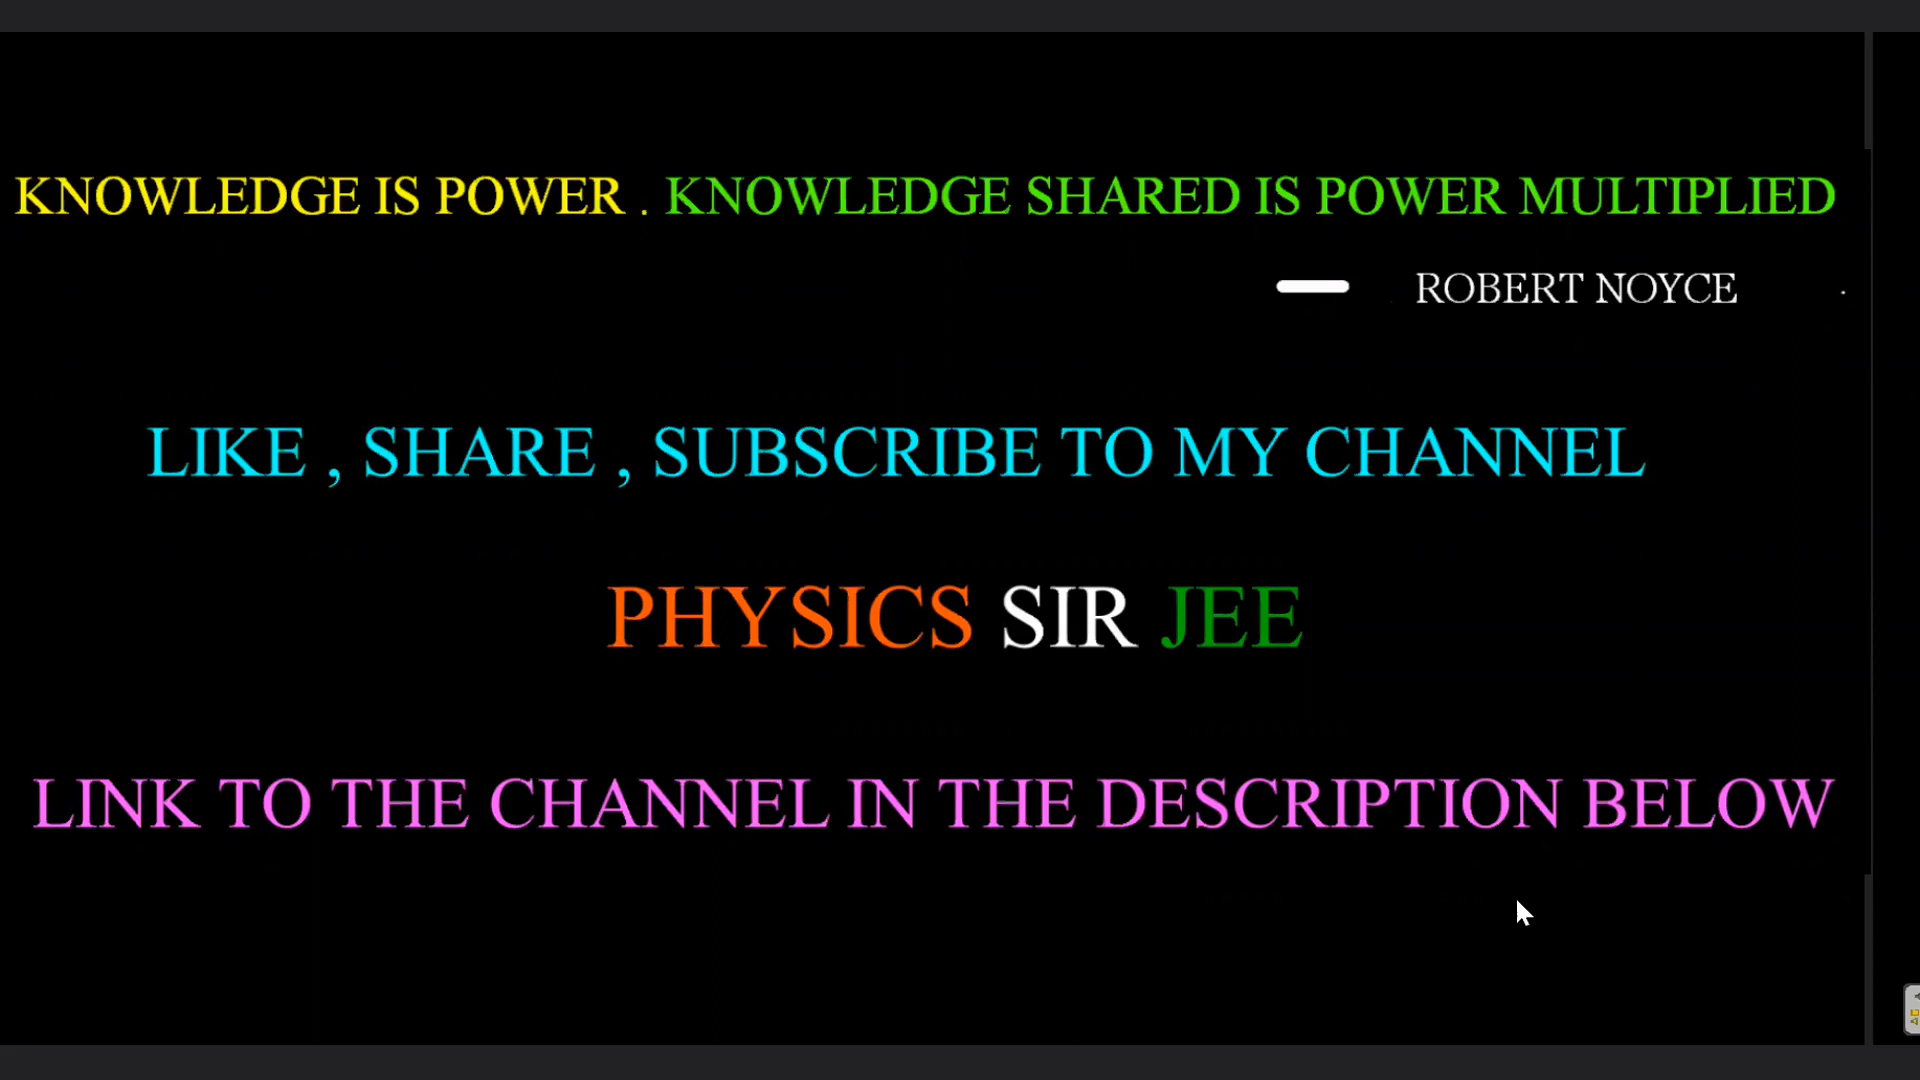 KNOWLEDGE IS POWER . KNOWLEDGE SHARED IS POWER MULTIPLIED
— ROBERT NOYCE .
LIKE , SHARE , SUBSCRIBE TO MY CHANNEL
PHYSICS SIR JEE
LINK TO THE CHANNEL IN THE DESCRIPTION BELOW